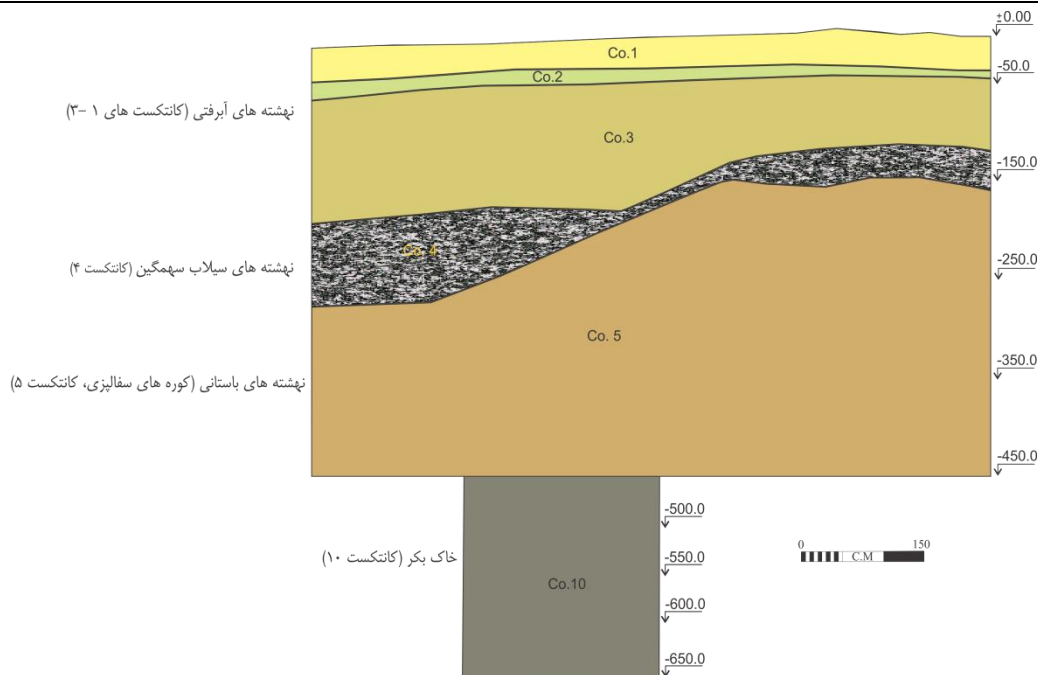 ±0.00
Co.1
-50.0
Co.2
نهشته های آبرفتی (کانتکست های ۱ -۳)
Co.3
-150.0
Co. 4
نهشته های سیلاب سهمگین (کانتکست ۴)
-250.0
Co. 5
-350.0
نهشته های باستانی (کوره های سفالپزی، کانتکست ۵)
-450.0
-500.0
0 150
C.M
خاک بکر (کانتکست ۱۰)
-550.0
Co.10
-600.0
-650.0